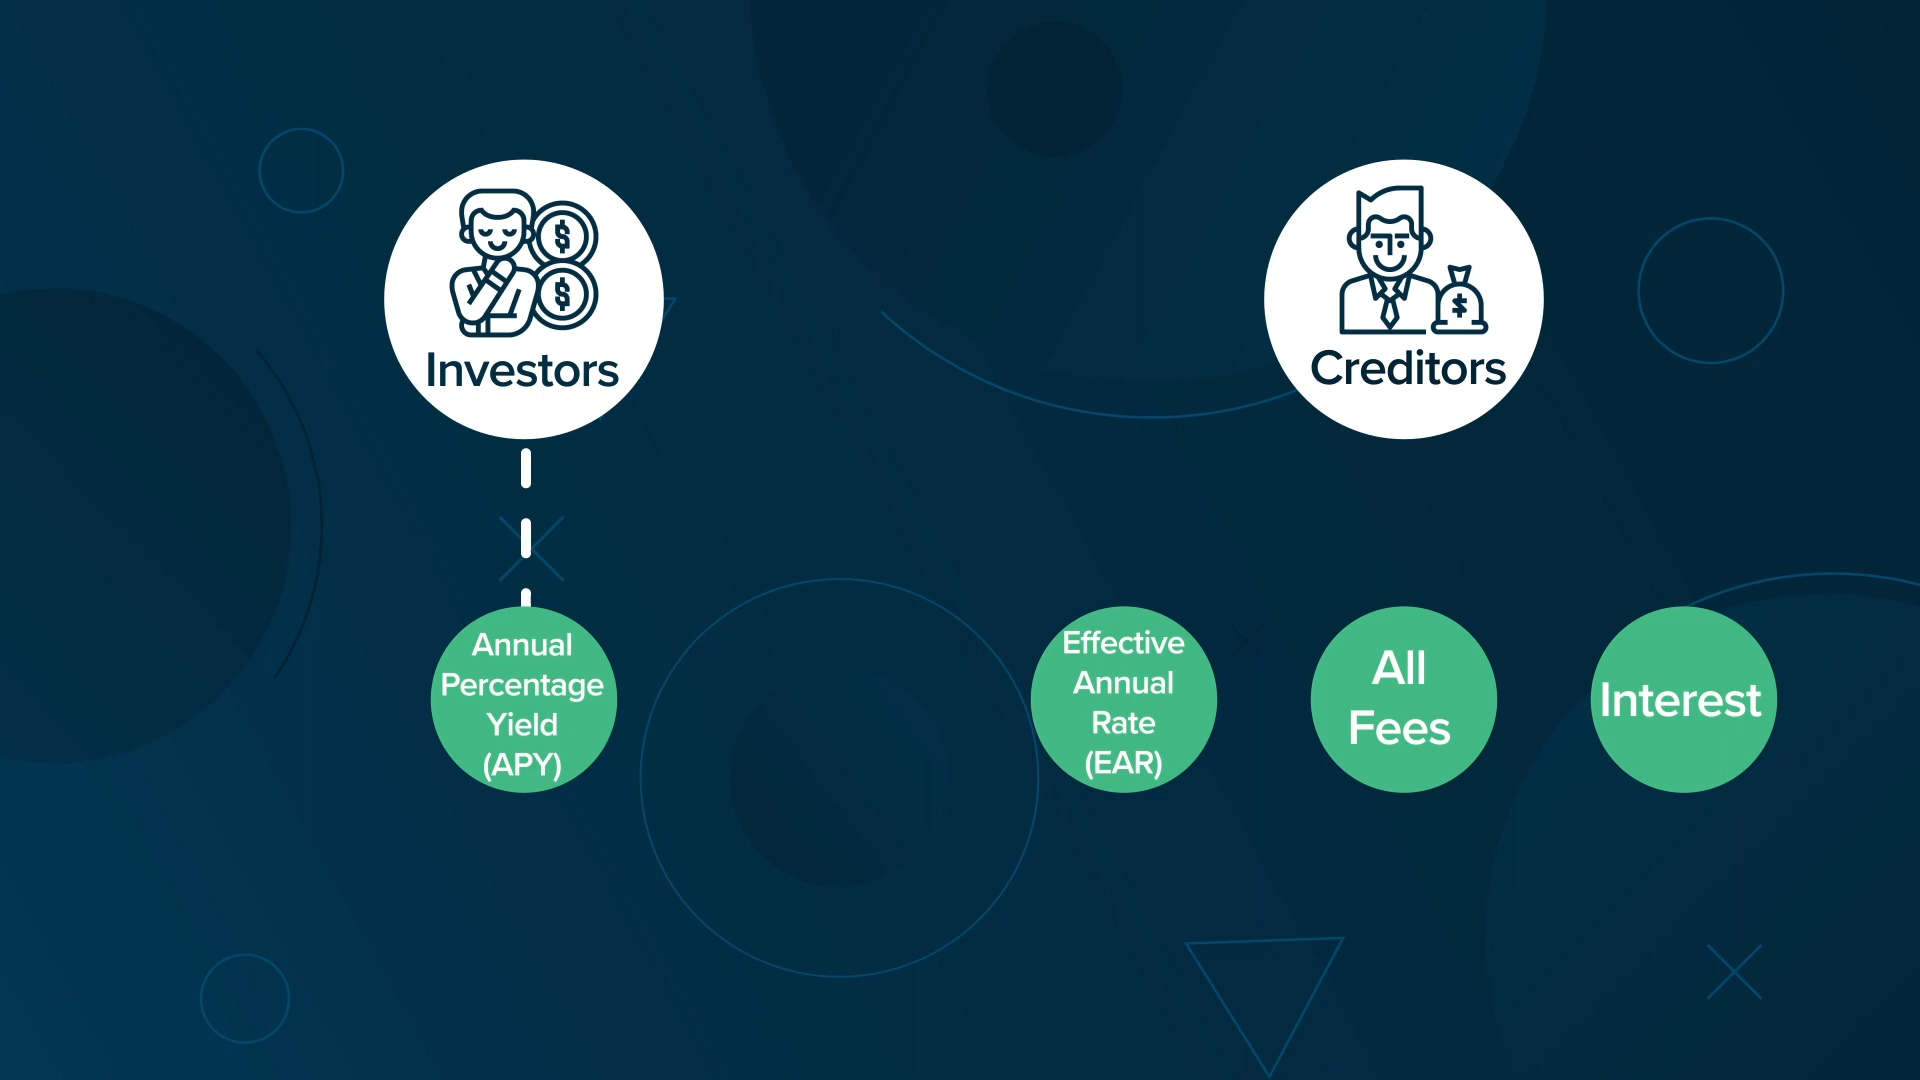 Investors
Creditors
Annual
Percentage
Yield
(APY)
Effective
Annual
Rate
(EAR)
All
Fees
Interest